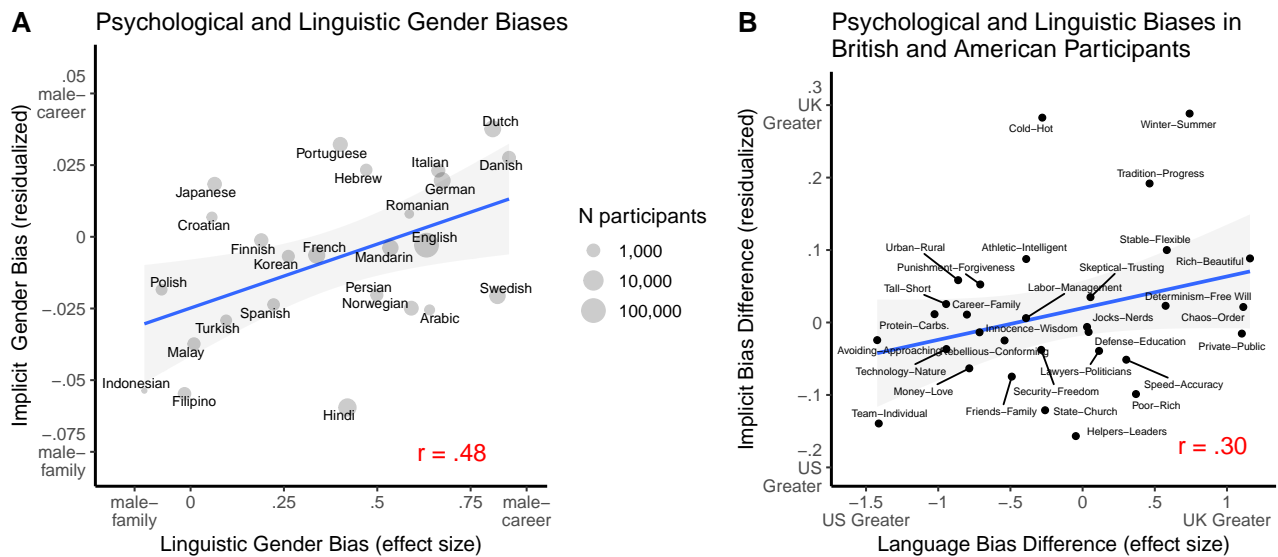 A
Psychological and Linguistic Gender Biases
Implicit Gender Bias (residualized)
.05
male–
career
.025
0
−.025
−.05
−.075
male–
family
Dutch
Portuguese
Italian
Danish
Hebrew
German
Japanese
Romanian
Croatian
Finnish
French
English
Korean
Mandarin
Polish
Persian
Swedish
Spanish
Norwegian
Turkish
Arabic
Malay
Indonesian
Filipino
Hindi
r = .48
male–
family
0
.25
.5
.75
male–
career
Linguistic Gender Bias (effect size)
N participants
1,000
10,000
100,000
B
Psychological and Linguistic Biases in
British and American Participants
Implicit Bias Difference (residualized)
.3
UK
Greater
.2
.1
0
−.1
−.2
US
Greater
Cold−Hot
Winter−Summer
Tradition−Progress
Urban−Rural
Athletic−Intelligent
Stable−Flexible
Punishment−Forgiveness
Skeptical−Trusting
Rich−Beautiful
Tall−Short
Labor−Management
Career−Family
Determinism−Free Will
Protein−Carbs.
Innocence−Wisdom
Jocks−Nerds
Chaos−Order
Avoiding−Approaching
Rebellious−Conforming
Defense−Education
Private−Public
Technology−Nature
Lawyers−Politicians
Money−Love
Security−Freedom
Speed−Accuracy
Team−Individual
Friends−Family
State−Church
Poor−Rich
Helpers−Leaders
r = .30
−1.5
US Greater
−1
−.5
0
.5
1
UK Greater
Language Bias Difference (effect size)